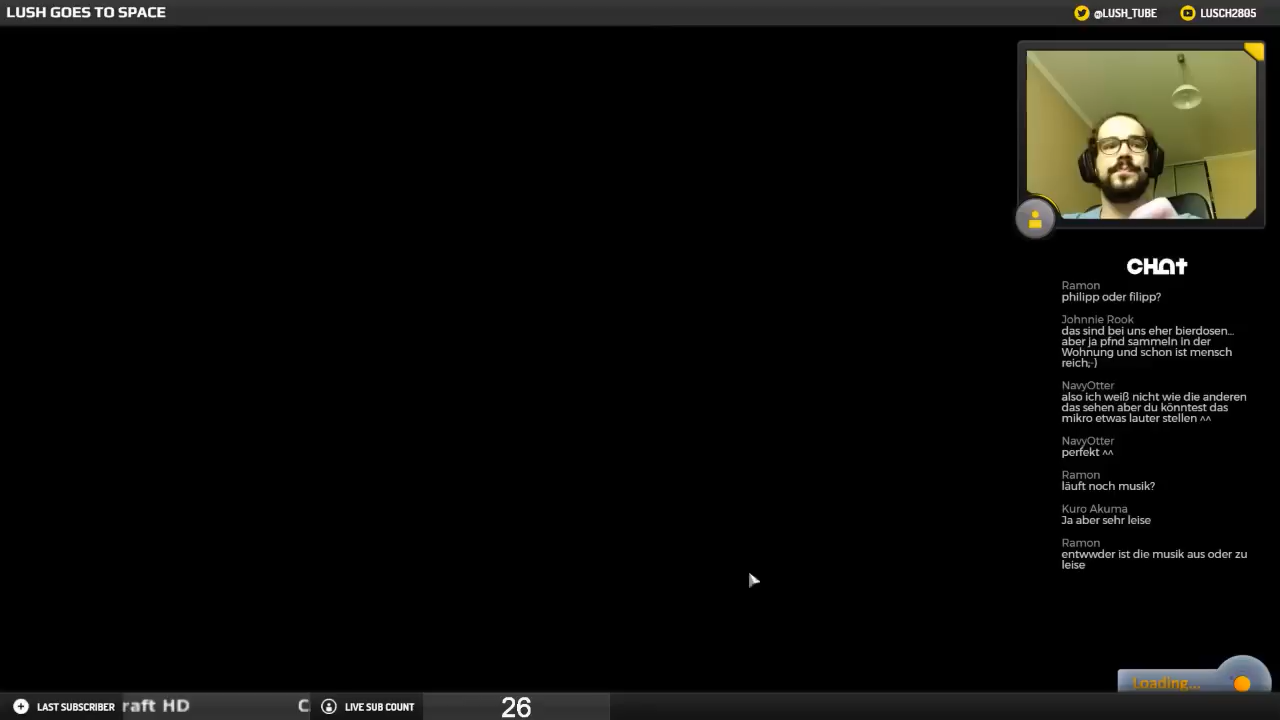 LUSH GOES TO SPACE
@LUSH_TUBE LUSCH2805
CHAt
Ramon
philipp oder filipp?
Johnnie Rook
das sind bei uns eher bierdosen...
aber ja pfnd sammeln in der
Wohnung und schon ist mensch
reich;-)
NavyOtter
also ich weiß nicht wie die anderen
das sehen aber du könntest das
mikro etwas lauter stellen ^^
NavyOtter
perfekt ^^
Ramon
läuft noch musik?
Kuro Akuma
Ja aber sehr leise
Ramon
entwwder ist die musik aus oder zu
leise
Loading...
LAST SUBSCRIBER raft HD C LIVE SUB COUNT 26